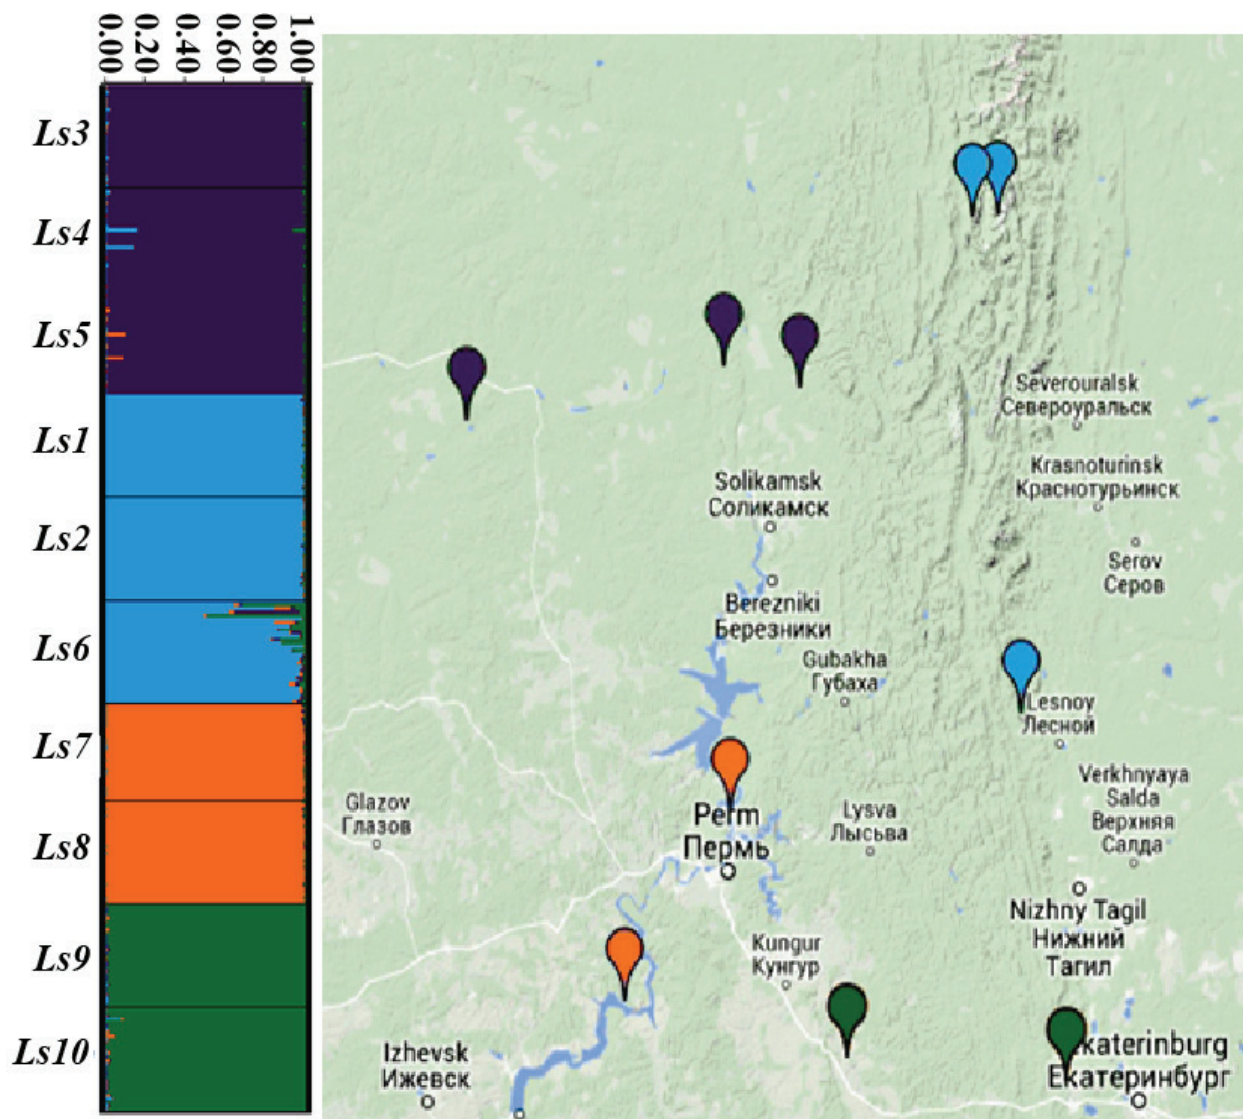 0.00
0.20
0.40
0.60
0.80
1.00
Ls3
Ls4
Ls5
Ls1
Ls2
Ls6
Ls7
Ls8
Ls9
Ls10
Severouralsk
Североуральск
Krasnoturinsk
Краснотурьинск
Solikamsk
Соликамск
Serov
Серов
Berezniki
Березники
Gubakha
Губаха
Lesnoy
Лесной
Verkhnyaya
Salda
Верхняя
Салда
Glazov
Глазов
Perm
Пермь
Lysva
Лысьва
Nizhny Tagil
Нижний
Тагил
Kungur
Кунгур
Izhevsk
Ижевск
katerinburg
Екатеринбург